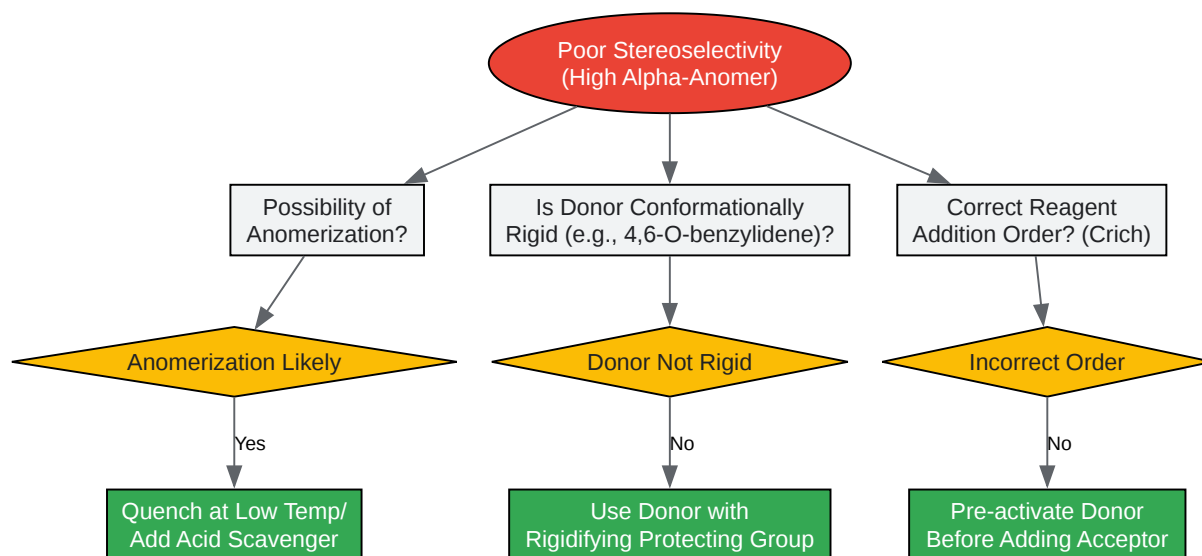 Poor Stereoselectivity
(High Alpha-Anomer)
Possibility of
Anomerization?
Is Donor Conformationally
Rigid (e.g., 4,6-O-benzylidene)?
Correct Reagent
Addition Order? (Crich)
Anomerization Likely
Donor Not Rigid
Incorrect Order
Yes
No
No
Quench at Low Temp/
Add Acid Scavenger
Use Donor with
Rigidifying Protecting Group
Pre-activate Donor
Before Adding Acceptor